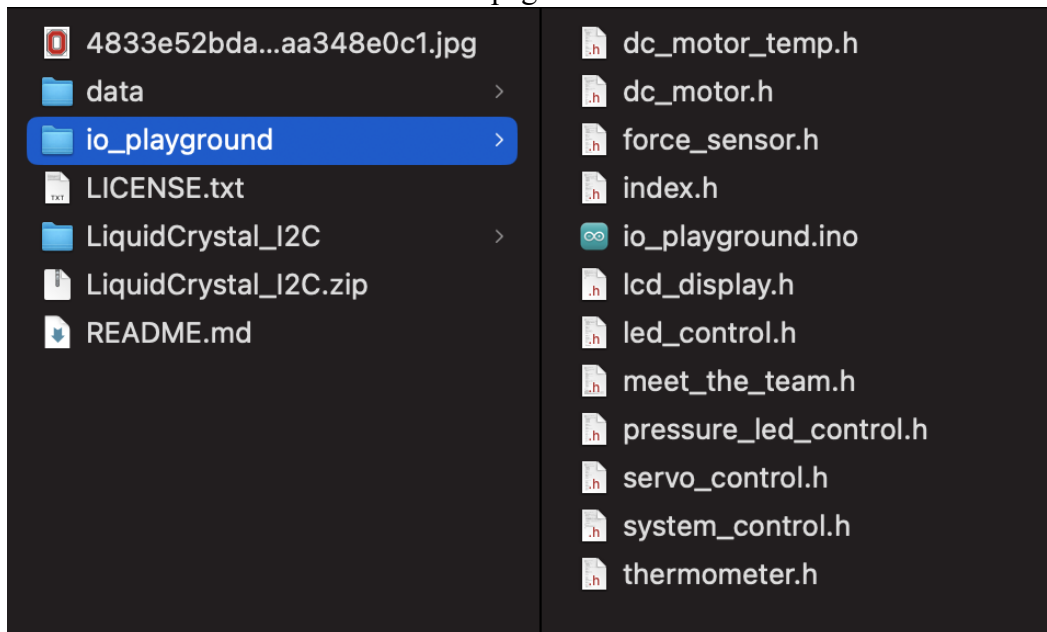 page
4833e52bda...aa348e0c1.jpg
data
io_playground
LICENSE.txt
LiquidCrystal_I2C
LiquidCrystal_I2C.zip
README.md
dc_motor_temp.h
dc_motor.h
force_sensor.h
index.h
io_playground.ino
lcd_display.h
led_control.h
meet_the_team.h
pressure_led_control.h
servo_control.h
system_control.h
thermometer.h